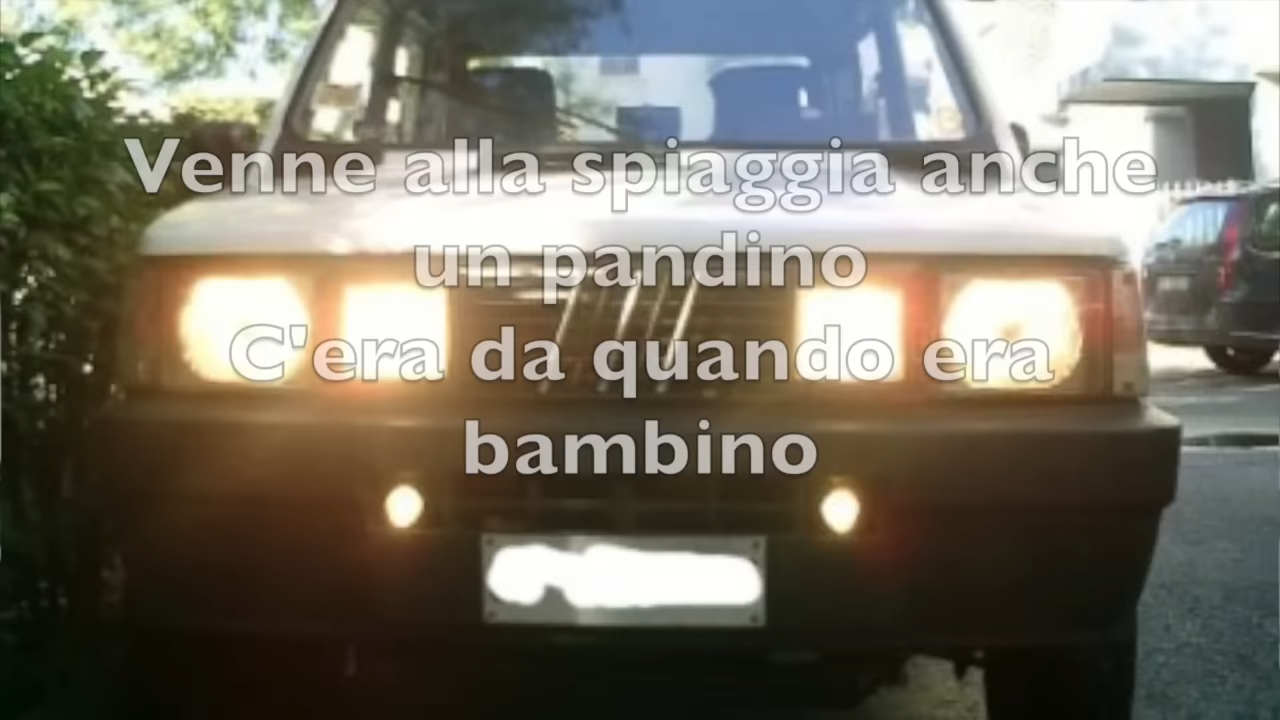 Venne alla spiaggia anche
un pandino
C'era da quando era
bambino